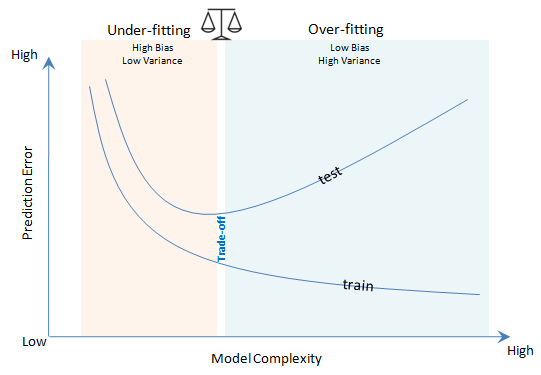 Under-fitting
Over-fitting
High Bias
Low Variance
Low Bias
High Variance
High
Prediction Error
test
Trade-off
train
Low
Model Complexity
High